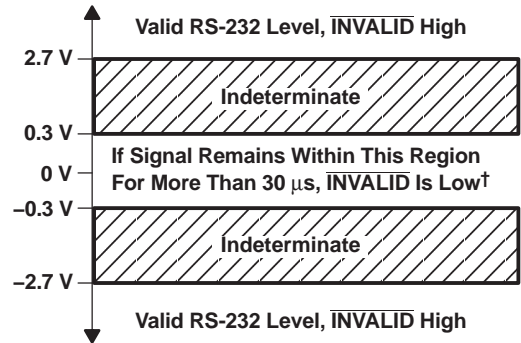 Valid RS-232 Level, INVALID High
2.7 V
Indeterminate
0.3 V
If Signal Remains Within This Region
0 V
For More Than 30 μs, INVALID Is Low†
−0.3 V
Indeterminate
−2.7 V
Valid RS-232 Level, INVALID High